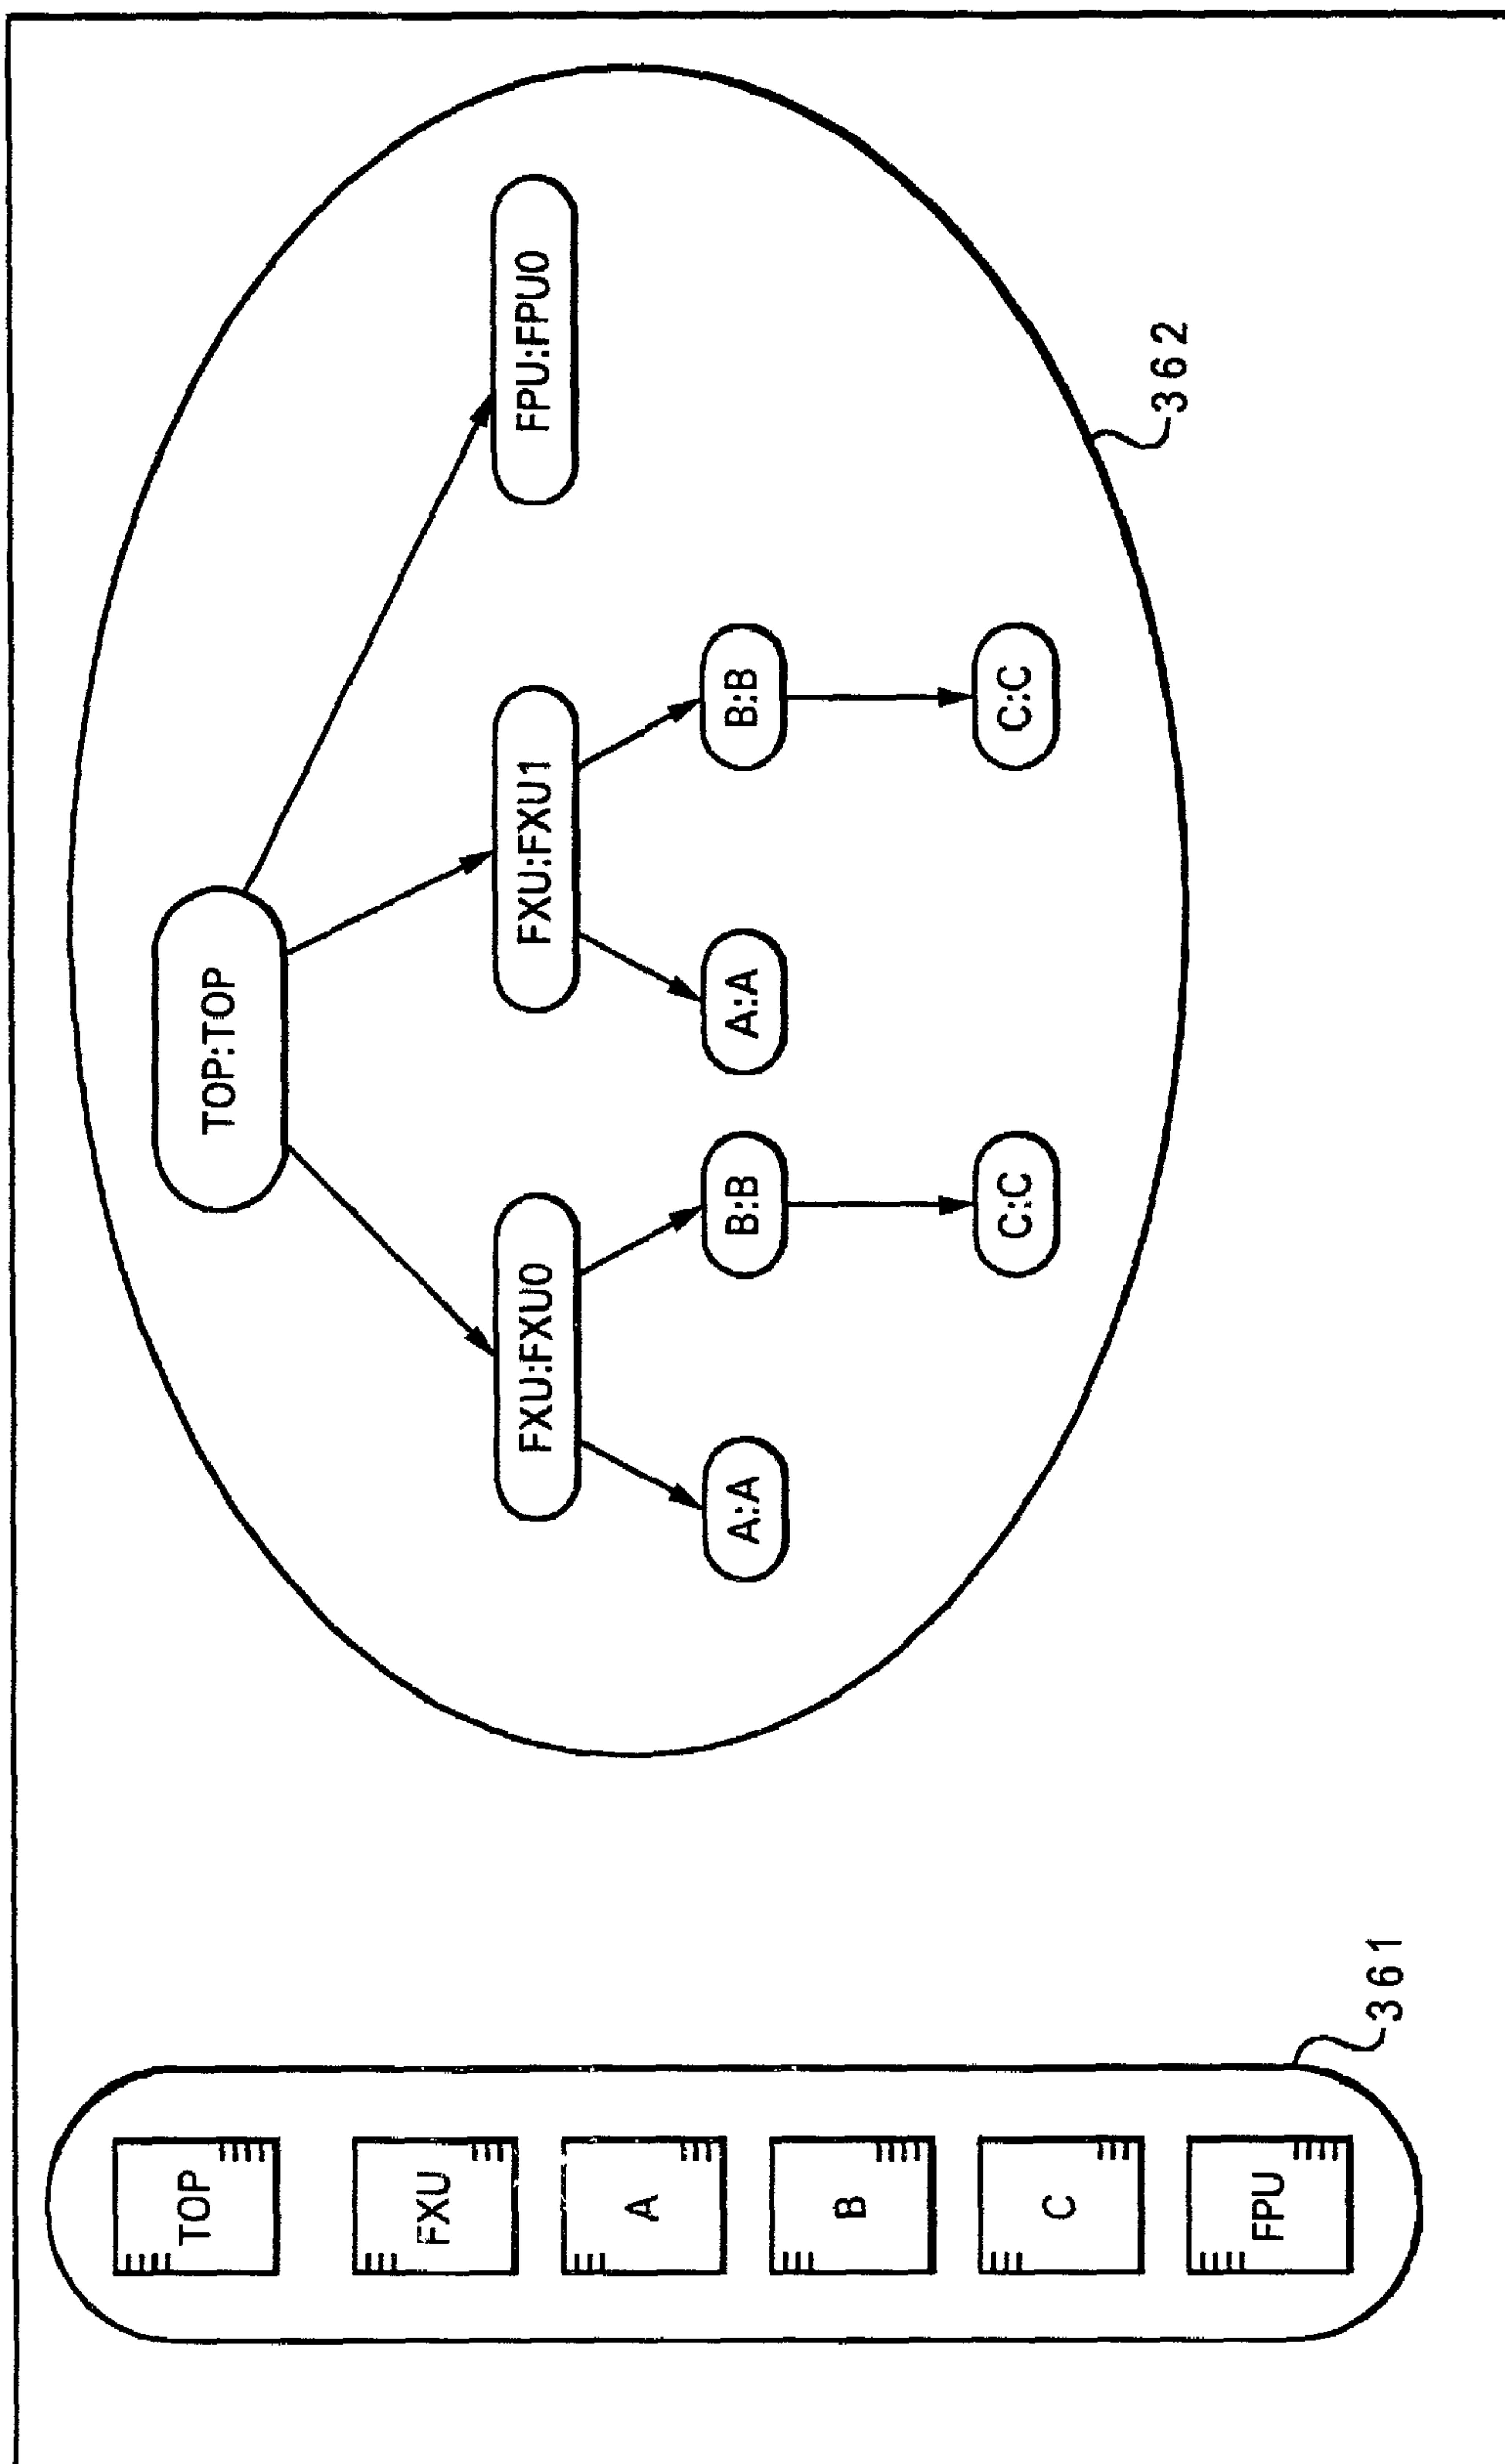 TOP
FXU
A
B
C
FPU
361
TOP:TOP
FXU:FXU0
FXU:FXU1
FPU:FPU0
A:A
B:B
A:A
B:B
C:C
C:C
362